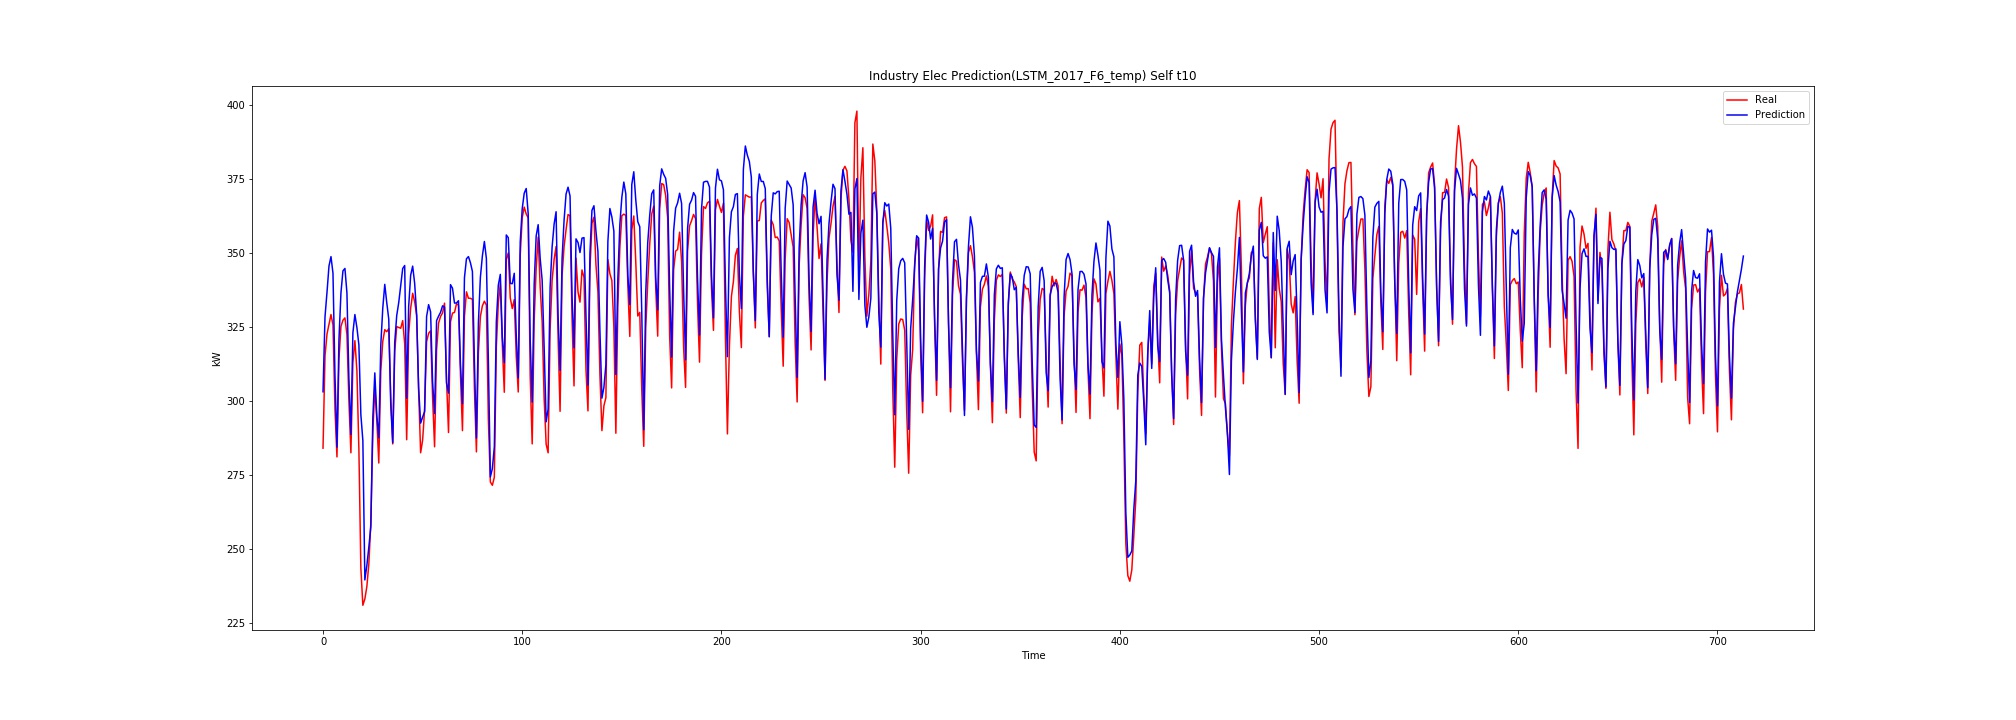 Industry Elec Prediction(LSTM_2017_F6_temp) Self t10
Real
Prediction
400
375
350
325
300
275
250
225
kW
0 100 200 300 400 500 600 700
Time